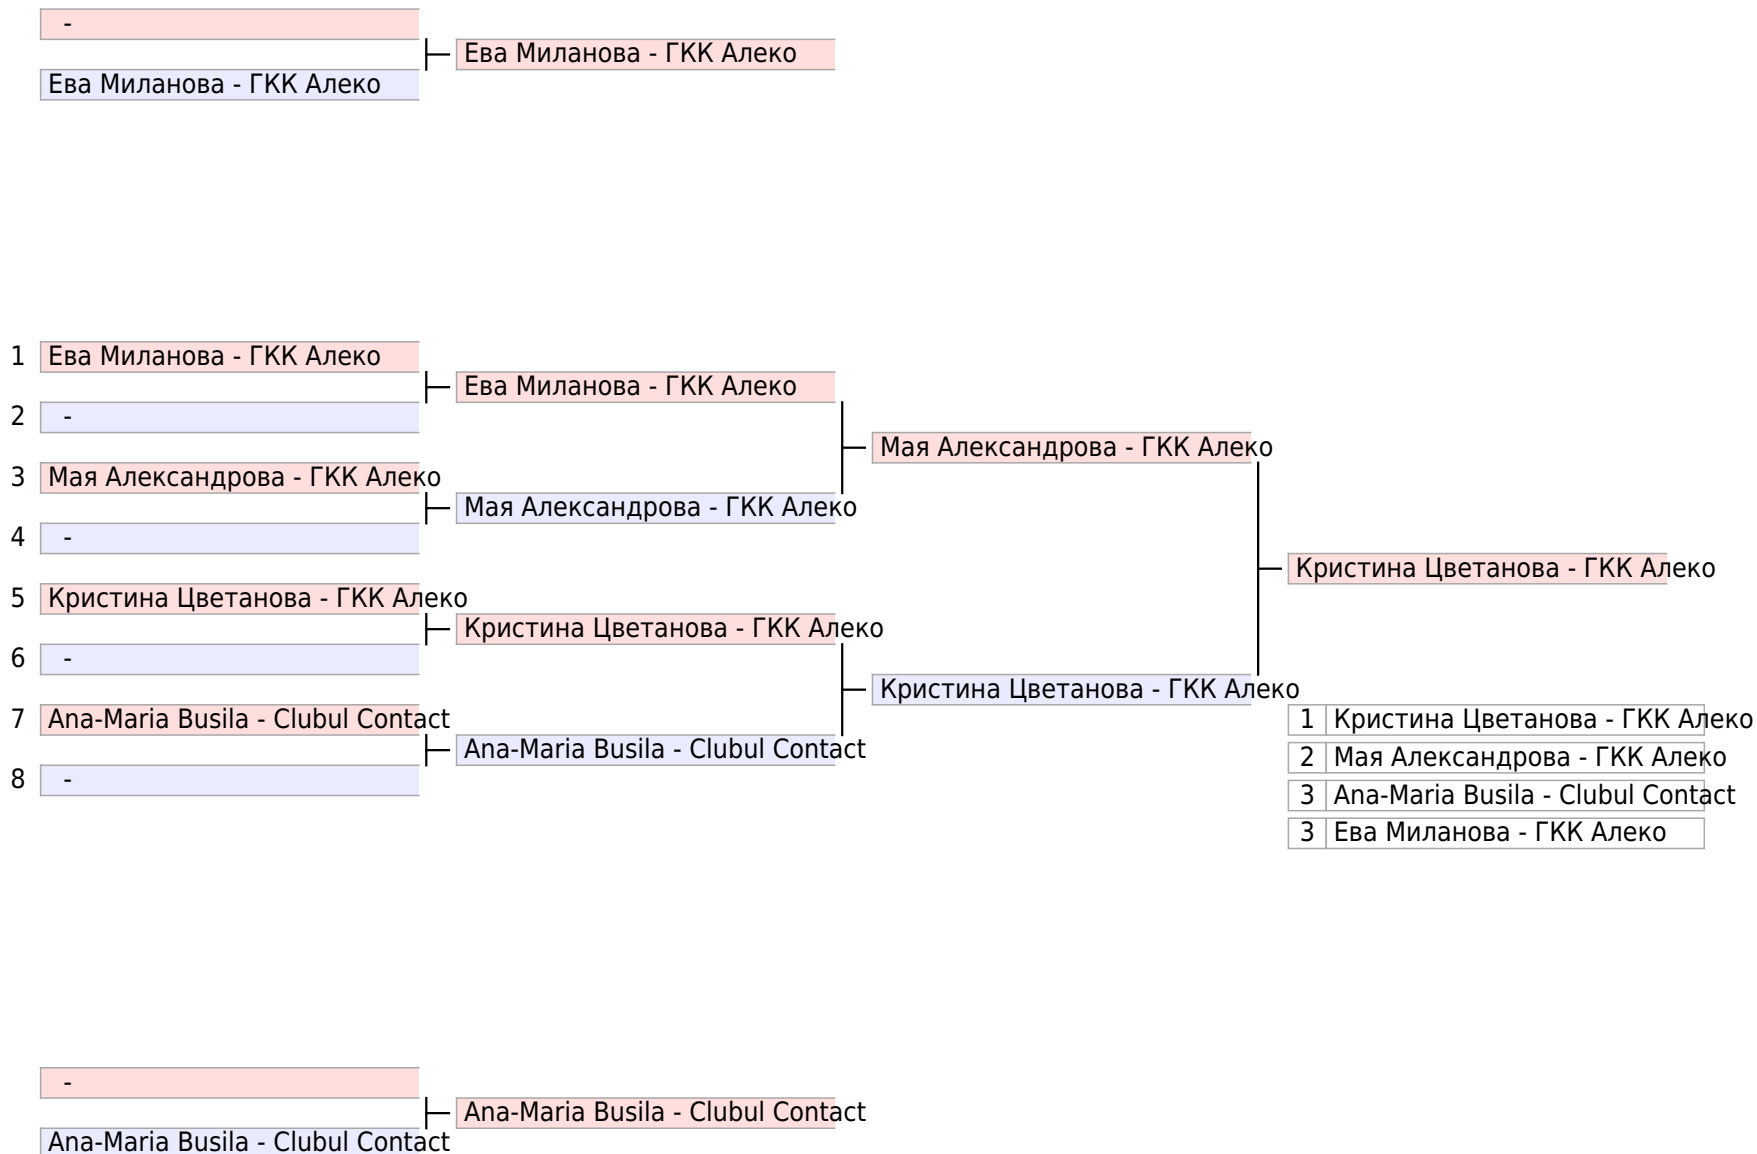 -
Ева Миланова - ГКК Алеко
Ева Миланова - ГКК Алеко
1 Ева Миланова - ГКК Алеко
Ева Миланова - ГКК Алеко
2 -
Мая Александрова - ГКК Алеко
3 Мая Александрова - ГКК Алеко
Мая Александрова - ГКК Алеко
4 -
Кристина Цветанова - ГКК Алеко
5 Кристина Цветанова - ГКК Алеко
Кристина Цветанова - ГКК Алеко
6 -
Кристина Цветанова - ГКК Алеко
7 Ana-Maria Busila - Clubul Contact
Ana-Maria Busila - Clubul Contact
8 -
1 Кристина Цветанова - ГКК Алеко
2 Мая Александрова - ГКК Алеко
3 Ana-Maria Busila - Clubul Contact
3 Ева Миланова - ГКК Алеко
-
Ana-Maria Busila - Clubul Contact
Ana-Maria Busila - Clubul Contact